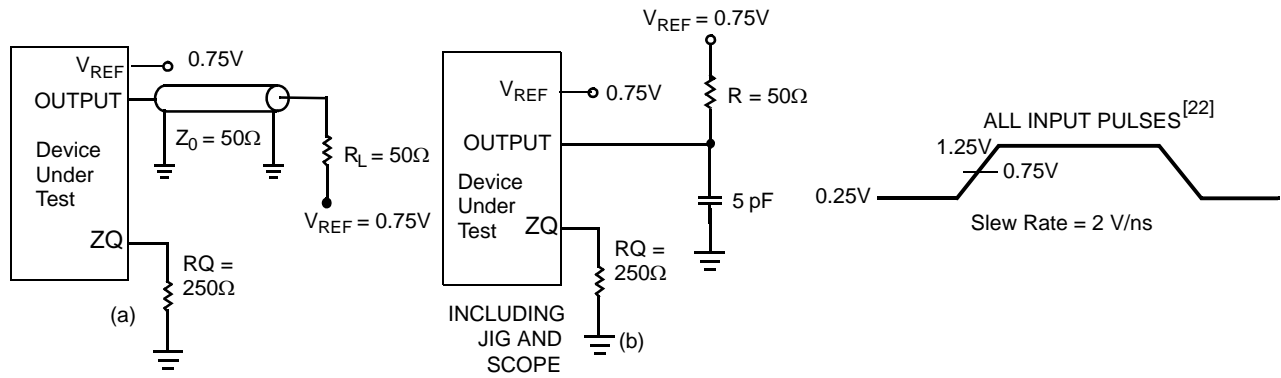 V_REF
0.75V
OUTPUT
Z_0 = 50Ω
Device
Under
Test
R_L = 50Ω
V_REF = 0.75V
ZQ
RQ =
250Ω
(a)
V_REF = 0.75V
V_REF
0.75V
R = 50Ω
OUTPUT
Device
Under
Test
5 pF
ZQ
RQ =
250Ω
INCLUDING
JIG AND
SCOPE
(b)
ALL INPUT PULSES[22]
1.25V
0.75V
0.25V
Slew Rate = 2 V/ns